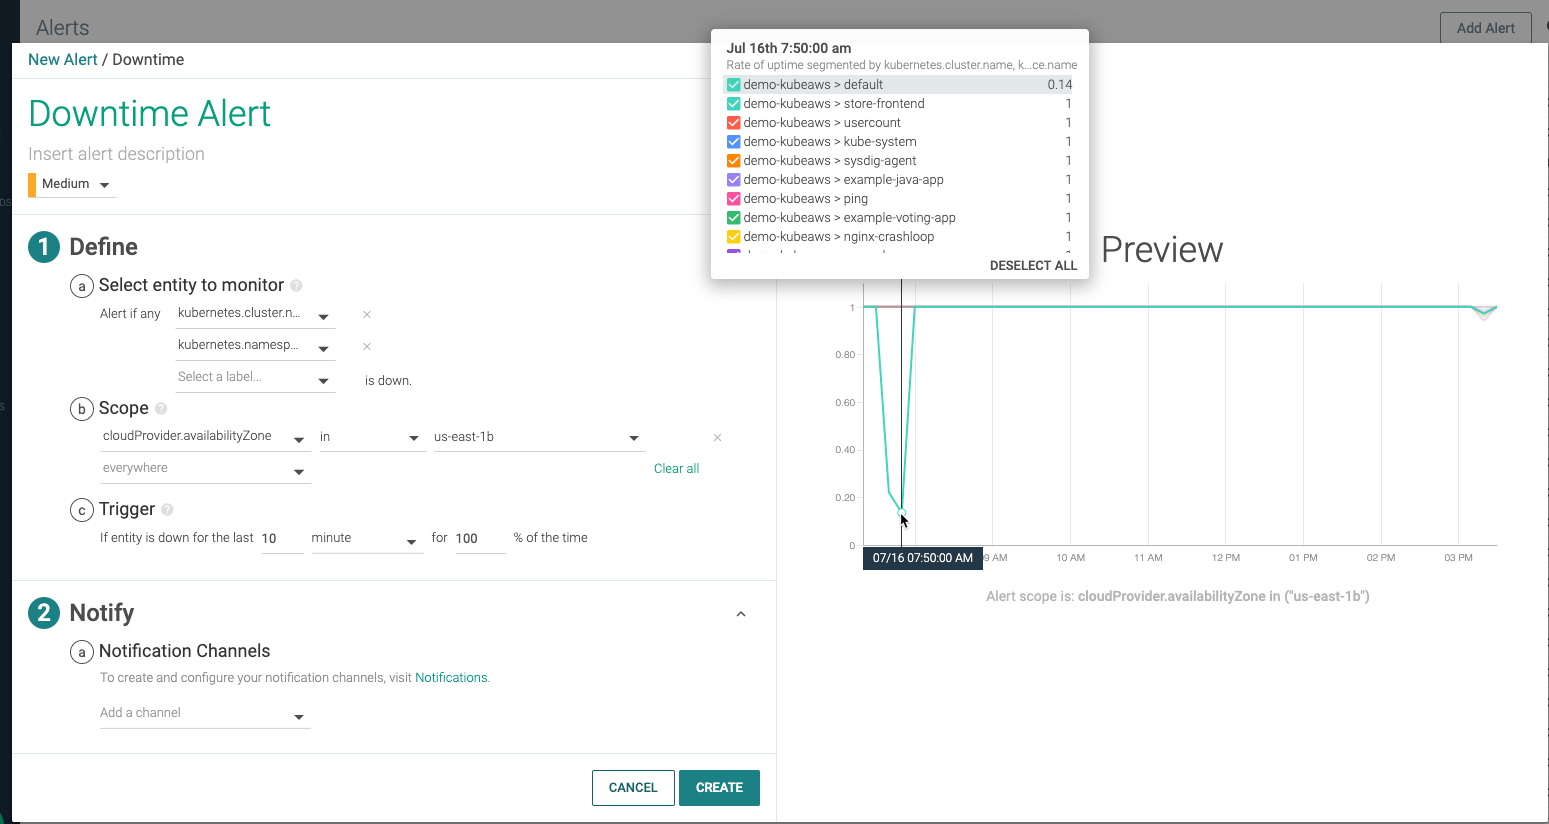 Alerts
Add Alert
New Alert / Downtime
Downtime Alert
Insert alert description
Medium
1 Define
a Select entity to monitor ?
Alert if any kubernetes.cluster.n... ×
kubernetes.namesp... ×
Select a label... is down.
b Scope ?
cloudProvider.availabilityZone in us-east-1b ×
everywhere Clear all
c Trigger ?
If entity is down for the last 10 minute for 100 % of the time
2 Notify
a Notification Channels
To create and configure your notification channels, visit Notifications.
Add a channel
CANCEL CREATE
Jul 16th 7:50:00 am
Rate of uptime segmented by kubernetes.cluster.name, k...ce.name
demo-kubeaws > default 0.14
demo-kubeaws > store-frontend 1
demo-kubeaws > usercount 1
demo-kubeaws > kube-system 1
demo-kubeaws > sysdig-agent 1
demo-kubeaws > example-java-app 1
demo-kubeaws > ping 1
demo-kubeaws > example-voting-app 1
demo-kubeaws > nginx-crashloop 1
DESELECT ALL
Preview
1
0.80
0.60
0.40
0.20
0
07/16 07:50:00 AM 9 AM 10 AM 11 AM 12 PM 01 PM 02 PM 03 PM
Alert scope is: cloudProvider.availabilityZone in ("us-east-1b")